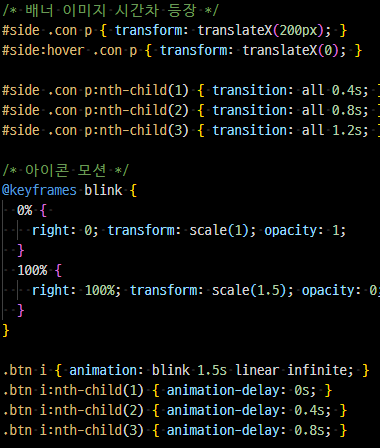 /* 배너 이미지 시간차 등장 */
#side .con p { transform: translateX(200px); }
#side:hover .con p { transform: translateX(0); }
#side .con p:nth-child(1) { transition: all 0.4s; }
#side .con p:nth-child(2) { transition: all 0.8s; }
#side .con p:nth-child(3) { transition: all 1.2s; }
/* 아이콘 모션 */
@keyframes blink {
0% {
right: 0; transform: scale(1); opacity: 1;
}
100% {
right: 100%; transform: scale(1.5); opacity: 0;
}
}
.btn i { animation: blink 1.5s linear infinite; }
.btn i:nth-child(1) { animation-delay: 0s; }
.btn i:nth-child(2) { animation-delay: 0.4s; }
.btn i:nth-child(3) { animation-delay: 0.8s; }